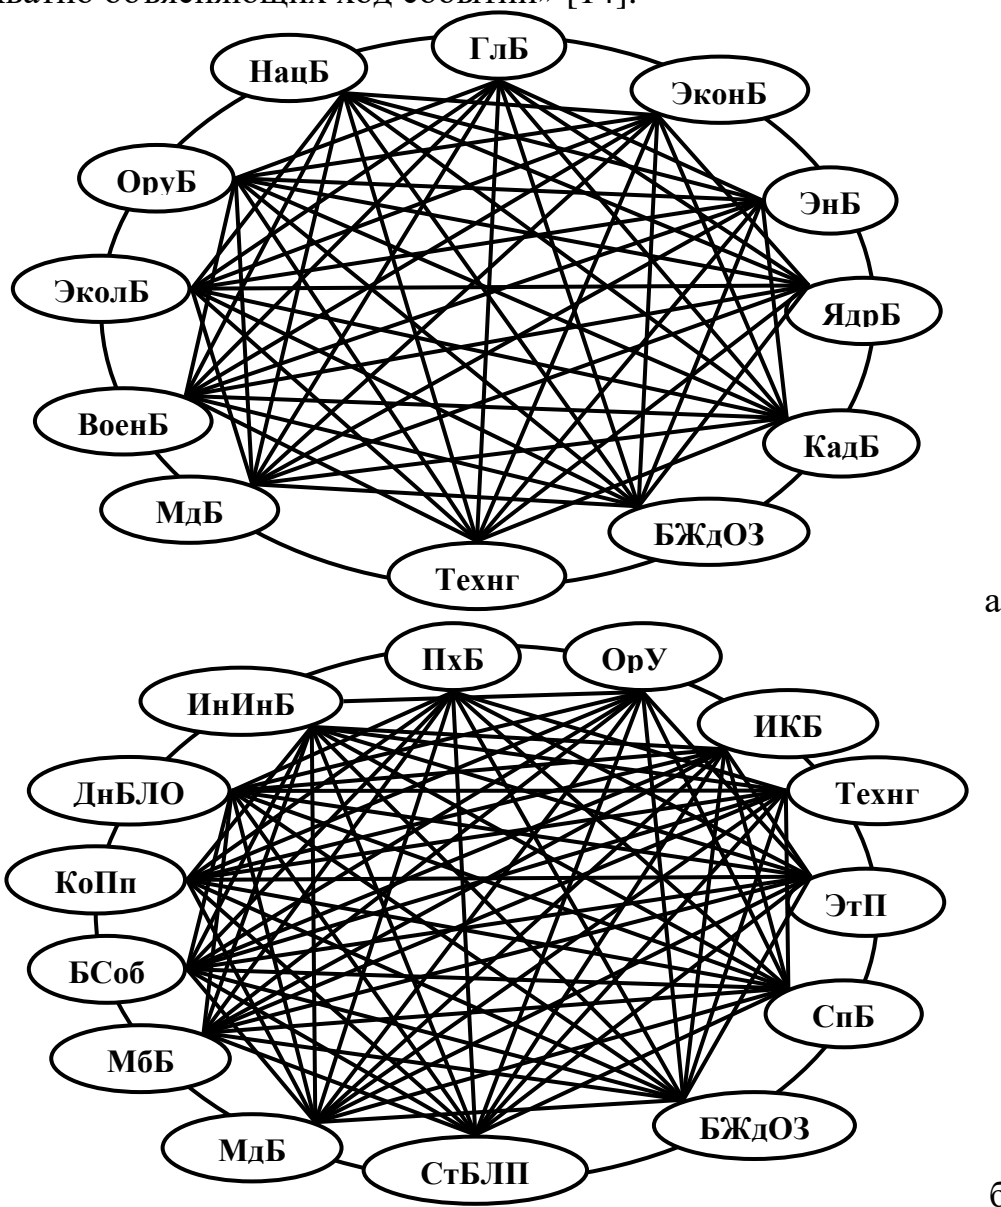 объясняющих ход событий» [14].
ГлБ
НацБ
ЭконБ
ОруБ
ЭнБ
ЭколБ
ЯдрБ
ВоенБ
КадБ
МдБ
БЖдОЗ
Технг
а
ПхБ
ОрУ
ИнИнБ
ИКБ
ДнБЛО
Технг
КоПп
ЭтП
БСоб
СпБ
МбБ
БЖдОЗ
МдБ
СтБЛП
б